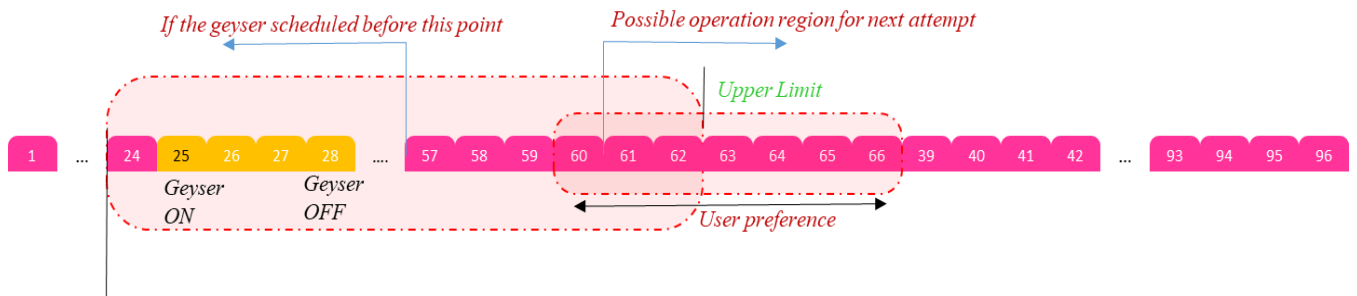 If the geyser scheduled before this point
Possible operation region for next attempt
Upper Limit
1 ... 24 25 26 27 28 .... 57 58 59 60 61 62 63 64 65 66 39 40 41 42 ... 93 94 95 96
Geyser
ON
Geyser
OFF
User preference